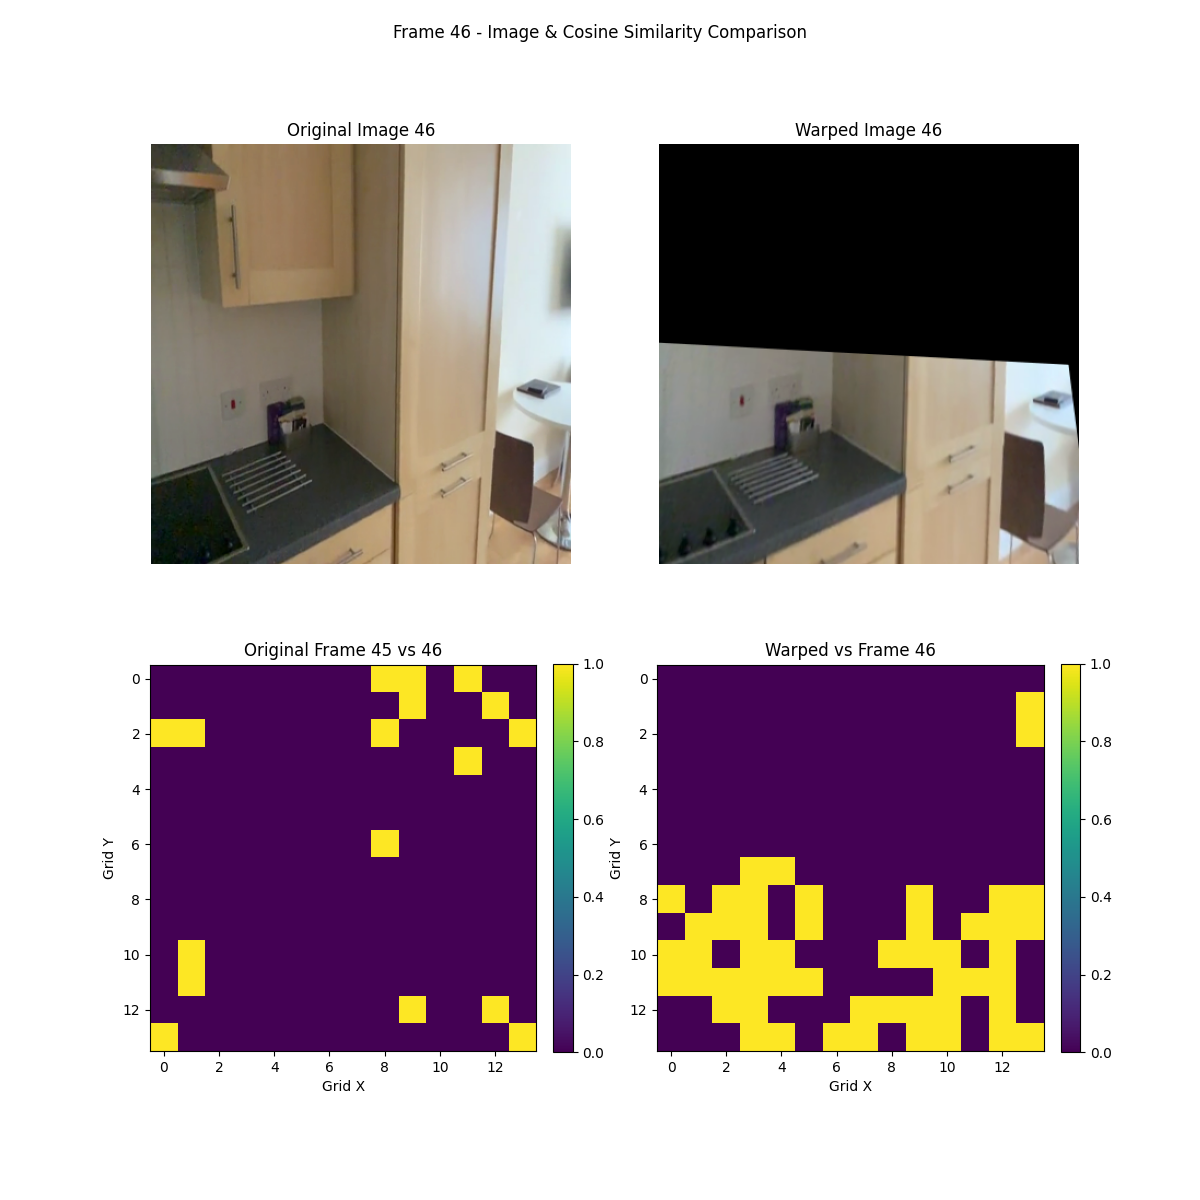 Frame 46 - Image & Cosine Similarity Comparison
Original Image 46
Warped Image 46
Original Frame 45 vs 46
Warped vs Frame 46
0
2
4
6
8
10
12
Grid Y
0 2 4 6 8 10 12
Grid X
1.0
0.8
0.6
0.4
0.2
0.0
0
2
4
6
8
10
12
Grid Y
0 2 4 6 8 10 12
Grid X
1.0
0.8
0.6
0.4
0.2
0.0